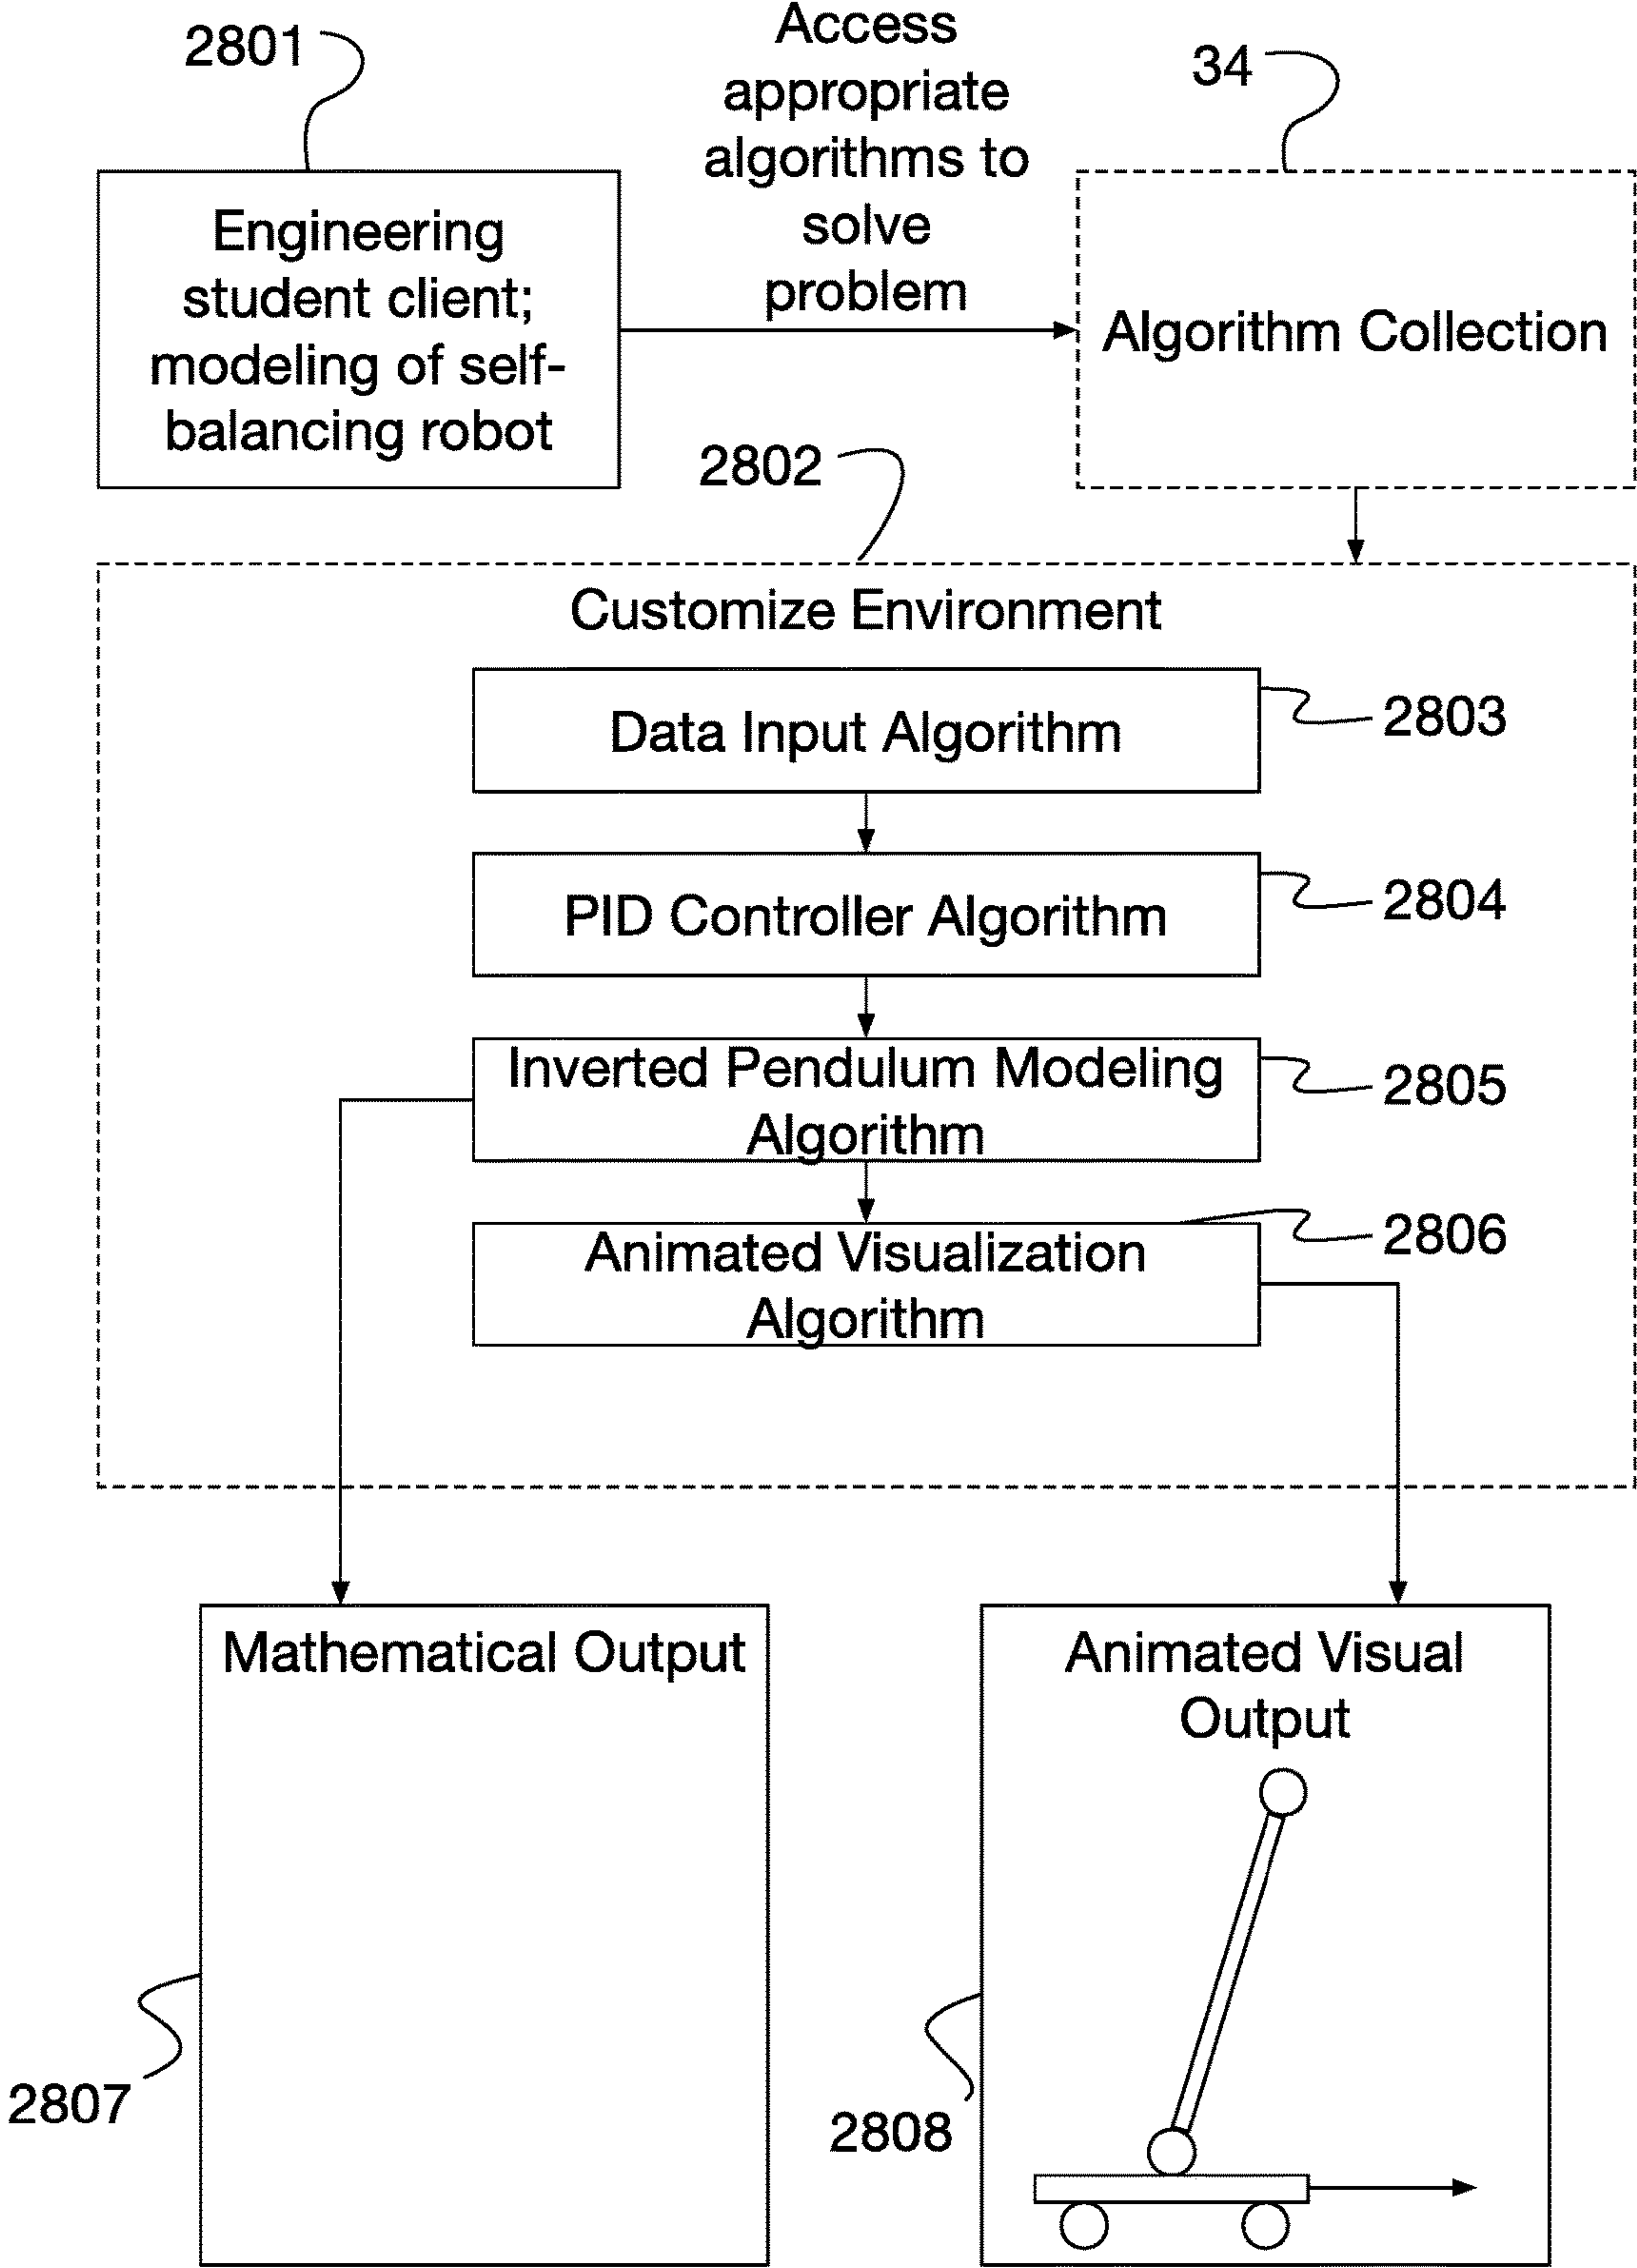 2801
Access
appropriate
algorithms to
solve
problem
34
Engineering
student client;
modeling of self-
balancing robot
Algorithm Collection
2802
Customize Environment
Data Input Algorithm
2803
PID Controller Algorithm
2804
Inverted Pendulum Modeling
Algorithm
2805
Animated Visualization
Algorithm
2806
Mathematical Output
Animated Visual
Output
2807
2808